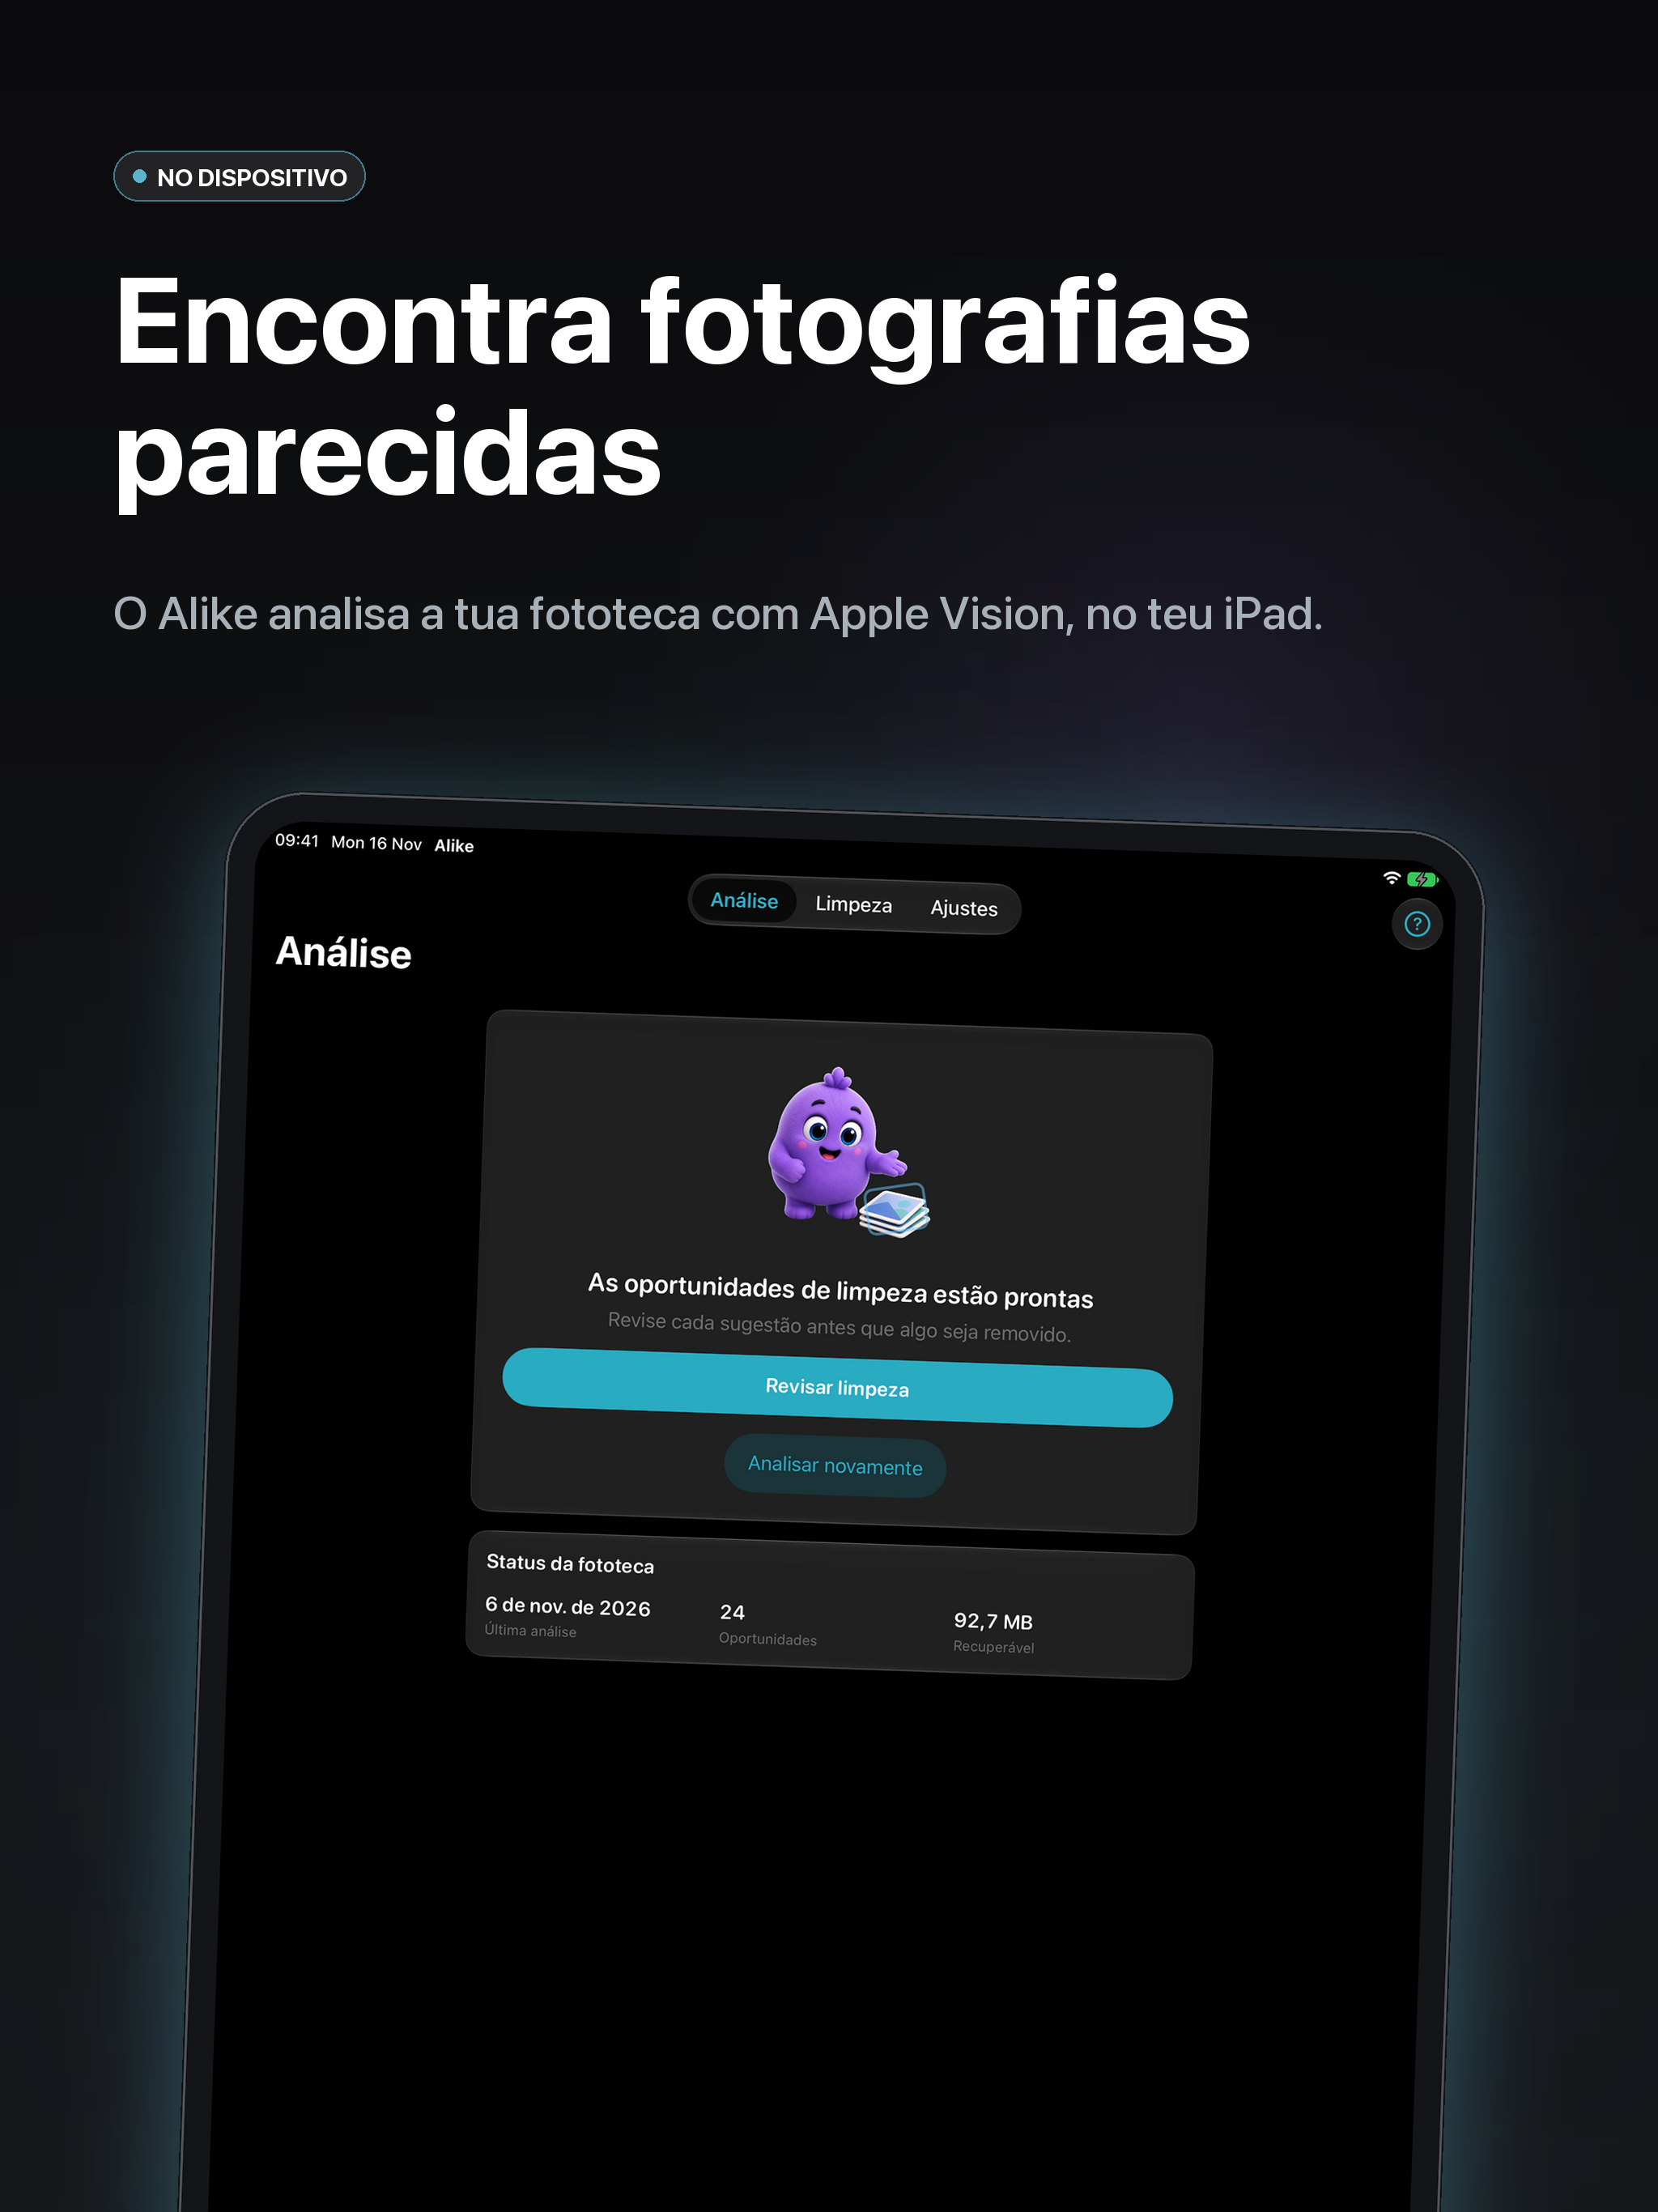 NO DISPOSITIVO
Encontra fotografias
parecidas
O Alike analisa a tua fototeca com Apple Vision, no teu iPad.
09:41 Mon 16 Nov Alike
Análise Limpeza Ajustes
?
Análise
As oportunidades de limpeza estão prontas
Revise cada sugestão antes que algo seja removido.
Revisar limpeza
Analisar novamente
Status da fototeca
6 de nov. de 2026 24 92,7 MB
Última análise Oportunidades Recuperável